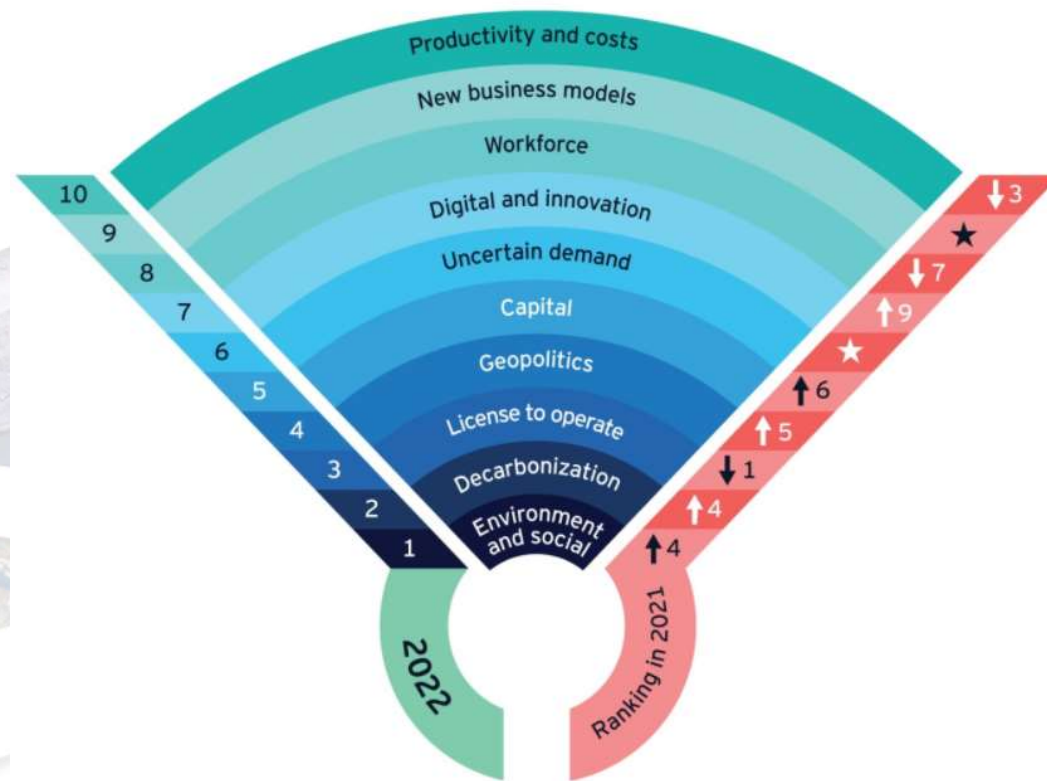 Productivity and costs
New business models
Workforce
Digital and innovation
Uncertain demand
Capital
Geopolitics
License to operate
Decarbonization
Environment
and social
10
9
8
7
6
5
4
3
2
1
2022
3
7
9
6
5
1
4
4
Ranking in 2021